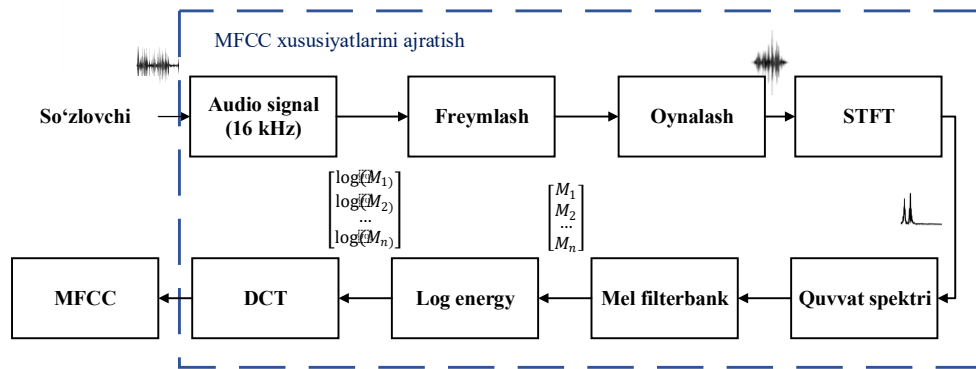 MFCC xususiyatlarini ajratish
So‘zlovchi
Audio signal
(16 kHz)
Freymlash
Oynalash
STFT
log(M₁)
log(M₂)
...
log(Mₙ)
M₁
M₂
...
Mₙ
MFCC
DCT
Log energy
Mel filterbank
Quvvat spektri